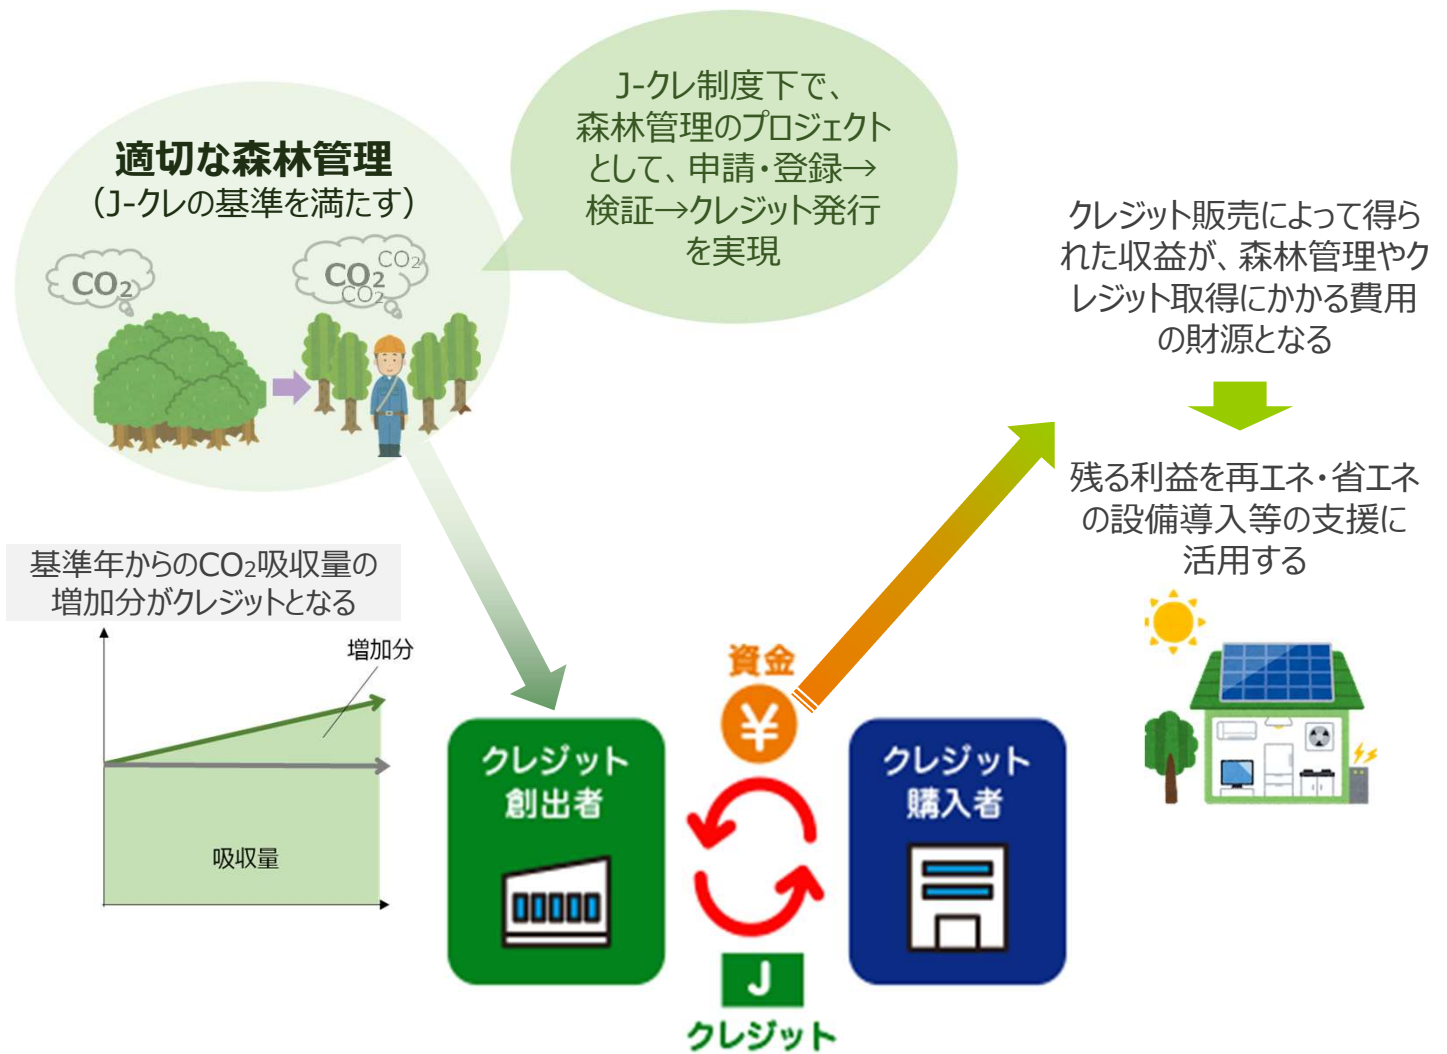 適切な森林管理
（J-クレの基準を満たす）
CO2
CO2
CO2
CO2
J-クレ制度下で、
森林管理のプロジェクト
として、申請・登録→
検証→クレジット発行
を実現
クレジット販売によって得ら
れた収益が、森林管理やク
レジット取得にかかる費用
の財源となる
残る利益を再エネ・省エネ
の設備導入等の支援に
活用する
基準年からのCO2吸収量の
増加分がクレジットとなる
増加分
吸収量
資金
¥
クレジット
創出者
クレジット
購入者
J
クレジット